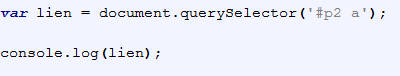 var lien = document.querySelector('#p2 a');
console.log(lien);